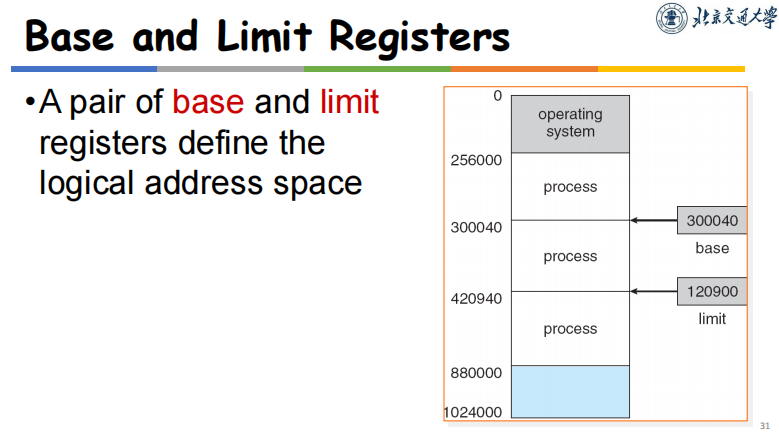 Base and Limit Registers
北京交通大学
•A pair of base and limit
registers define the
logical address space
0
operating
system
256000
process
300040
300040
base
process
420940
120900
limit
process
880000
1024000
31